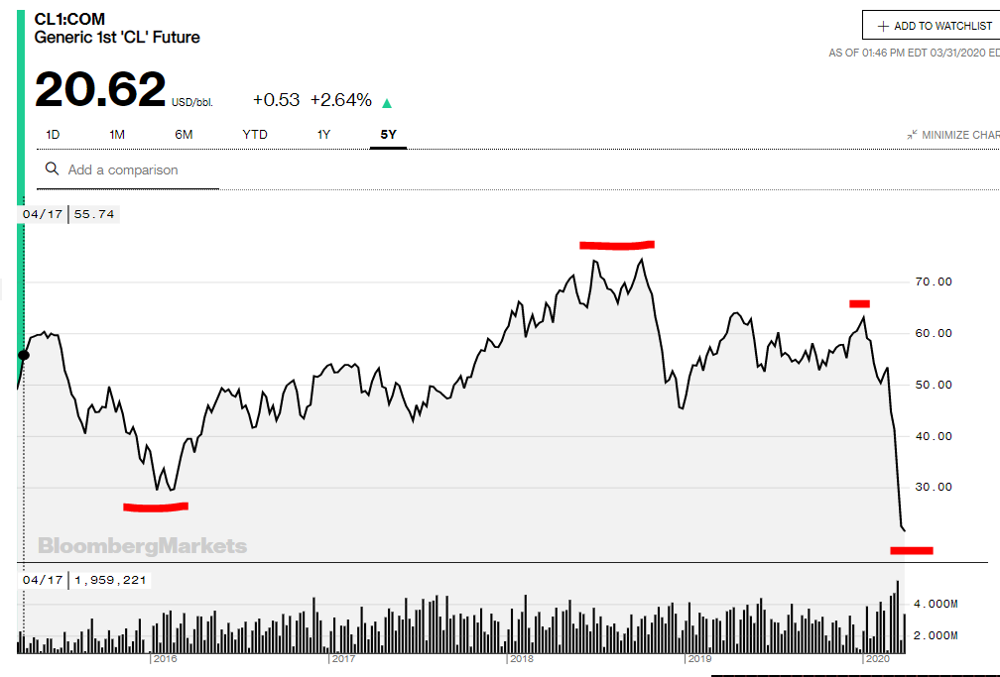 CL1:COM
Generic 1st 'CL' Future
+ ADD TO WATCHLIST
AS OF 01:46 PM EDT 03/31/2020 ED
20.62 USD/bbl. +0.53 +2.64%
1D 1M 6M YTD 1Y 5Y
MINIMIZE CHAR
Add a comparison
04/17 55.74
70.00
60.00
50.00
40.00
30.00
BloombergMarkets
04/17 1,959,221
4.000M
2.000M
2016 2017 2018 2019 2020